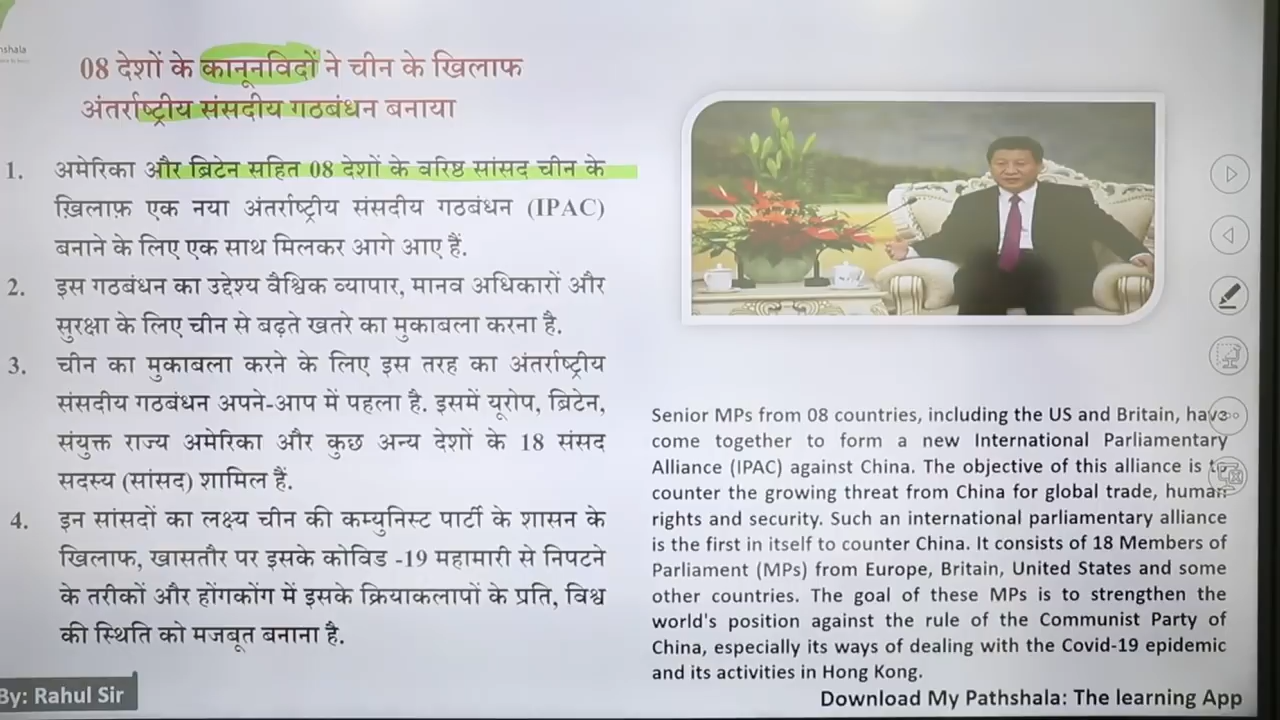 08 देशों के कानूनविदों ने चीन के खिलाफ
अंतर्राष्ट्रीय संसदीय गठबंधन बनाया
1. अमेरिका और ब्रिटेन सहित 08 देशों के वरिष्ठ सांसद चीन के
ख़िलाफ़ एक नया अंतर्राष्ट्रीय संसदीय गठबंधन (IPAC)
बनाने के लिए एक साथ मिलकर आगे आए हैं.
2. इस गठबंधन का उद्देश्य वैश्विक व्यापार, मानव अधिकारों और
सुरक्षा के लिए चीन से बढ़ते खतरे का मुकाबला करना है.
3. चीन का मुकाबला करने के लिए इस तरह का अंतर्राष्ट्रीय
संसदीय गठबंधन अपने-आप में पहला है. इसमें यूरोप, ब्रिटेन,
संयुक्त राज्य अमेरिका और कुछ अन्य देशों के 18 संसद
सदस्य (सांसद) शामिल हैं.
4. इन सांसदों का लक्ष्य चीन की कम्युनिस्ट पार्टी के शासन के
खिलाफ, खासतौर पर इसके कोविड -19 महामारी से निपटने
के तरीकों और होंगकोंग में इसके क्रियाकलापों के प्रति, विश्व
की स्थिति को मजबूत बनाना है.
Senior MPs from 08 countries, including the US and Britain, have
come together to form a new International Parliamentary
Alliance (IPAC) against China. The objective of this alliance is to
counter the growing threat from China for global trade, human
rights and security. Such an international parliamentary alliance
is the first in itself to counter China. It consists of 18 Members of
Parliament (MPs) from Europe, Britain, United States and some
other countries. The goal of these MPs is to strengthen the
world's position against the rule of the Communist Party of
China, especially its ways of dealing with the Covid-19 epidemic
and its activities in Hong Kong.
By: Rahul Sir
Download My Pathshala: The learning App